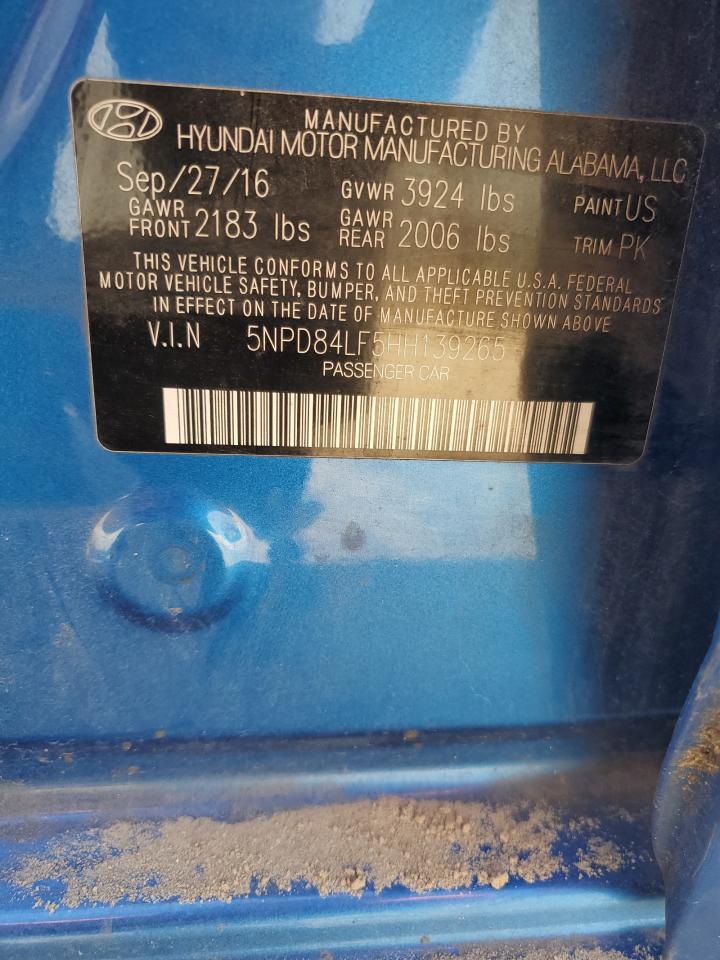 MANUFACTURED BY
HYUNDAI MOTOR MANUFACTURING ALABAMA, LLC
Sep/27/16 GVWR 3924 lbs PAINT US
GAWR FRONT 2183 lbs GAWR REAR 2006 lbs TRIM PK
THIS VEHICLE CONFORMS TO ALL APPLICABLE U.S.A. FEDERAL
MOTOR VEHICLE SAFETY, BUMPER, AND THEFT PREVENTION STANDARDS
IN EFFECT ON THE DATE OF MANUFACTURE SHOWN ABOVE
V.I.N 5NPD84LF5HH139265
PASSENGER CAR